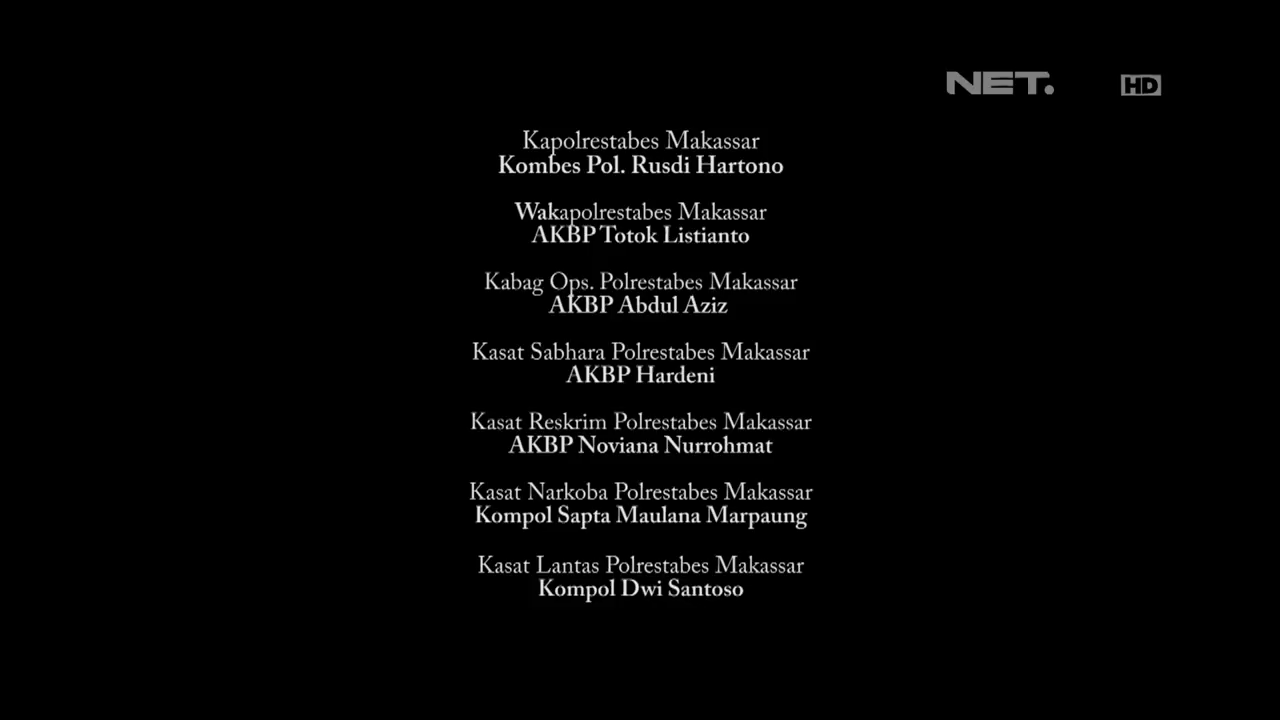 NET. HD
Kapolrestabes Makassar
Kombes Pol. Rusdi Hartono
Wakapolrestabes Makassar
AKBP Totok Listianto
Kabag Ops. Polrestabes Makassar
AKBP Abdul Aziz
Kasat Sabhara Polrestabes Makassar
AKBP Hardeni
Kasat Reskrim Polrestabes Makassar
AKBP Noviana Nurrohmat
Kasat Narkoba Polrestabes Makassar
Kompol Sapta Maulana Marpaung
Kasat Lantas Polrestabes Makassar
Kompol Dwi Santoso